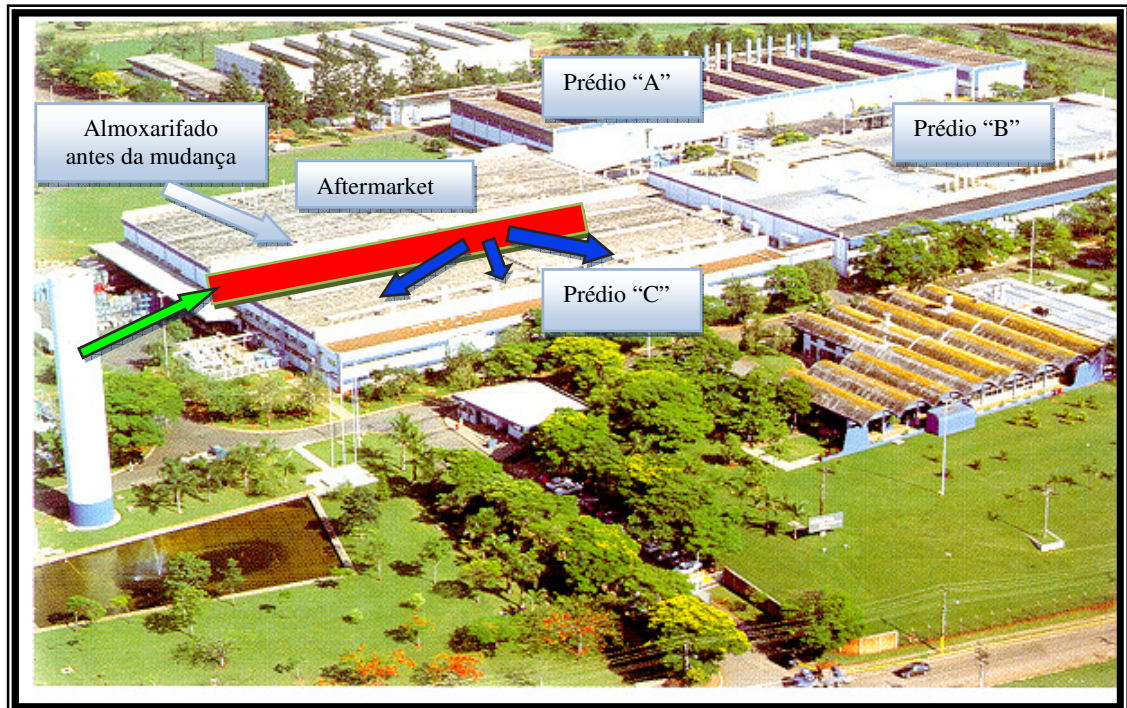 Prédio “A”
Almoxarifado
antes da mudança
Prédio “B”
Aftermarket
Prédio “C”